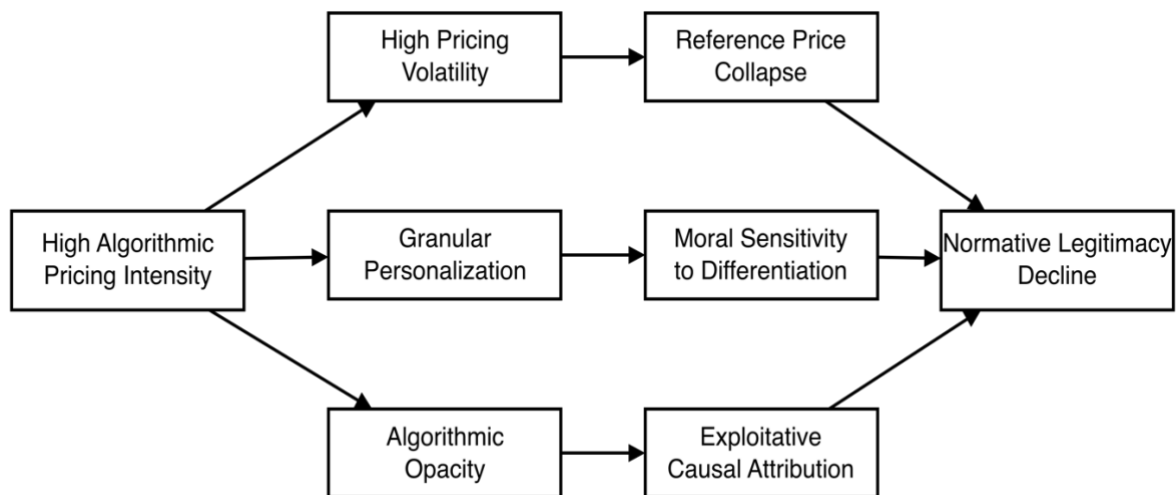 High Pricing
Volatility
Reference Price
Collapse
High Algorithmic
Pricing Intensity
Granular
Personalization
Moral Sensitivity
to Differentiation
Normative Legitimacy
Decline
Algorithmic
Opacity
Exploitative
Causal Attribution